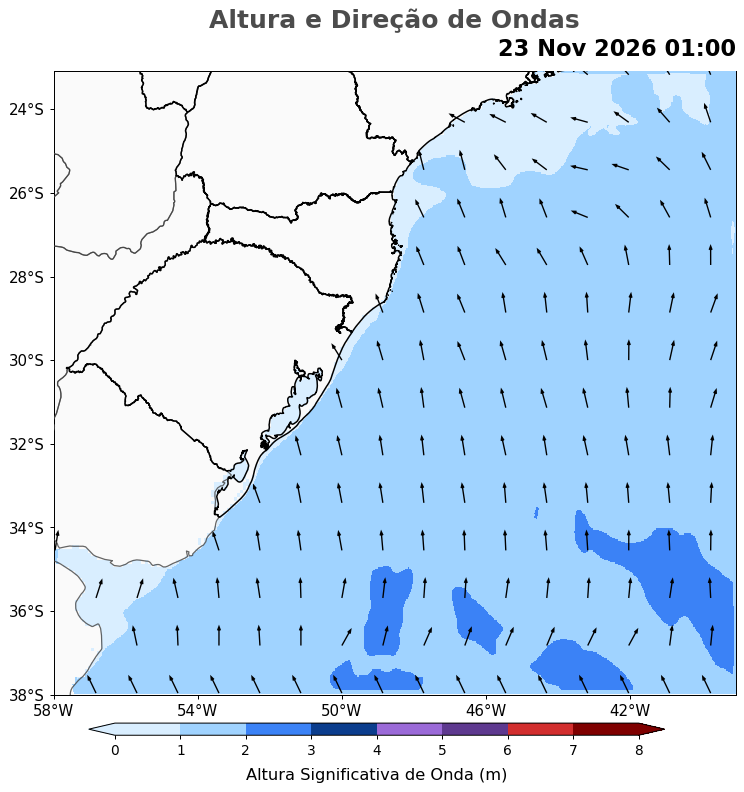 Altura e Direção de Ondas
23 Nov 2026 01:00
24°S
26°S
28°S
30°S
32°S
34°S
36°S
38°S
58°W 54°W 50°W 46°W 42°W
0 1 2 3 4 5 6 7 8
Altura Significativa de Onda (m)